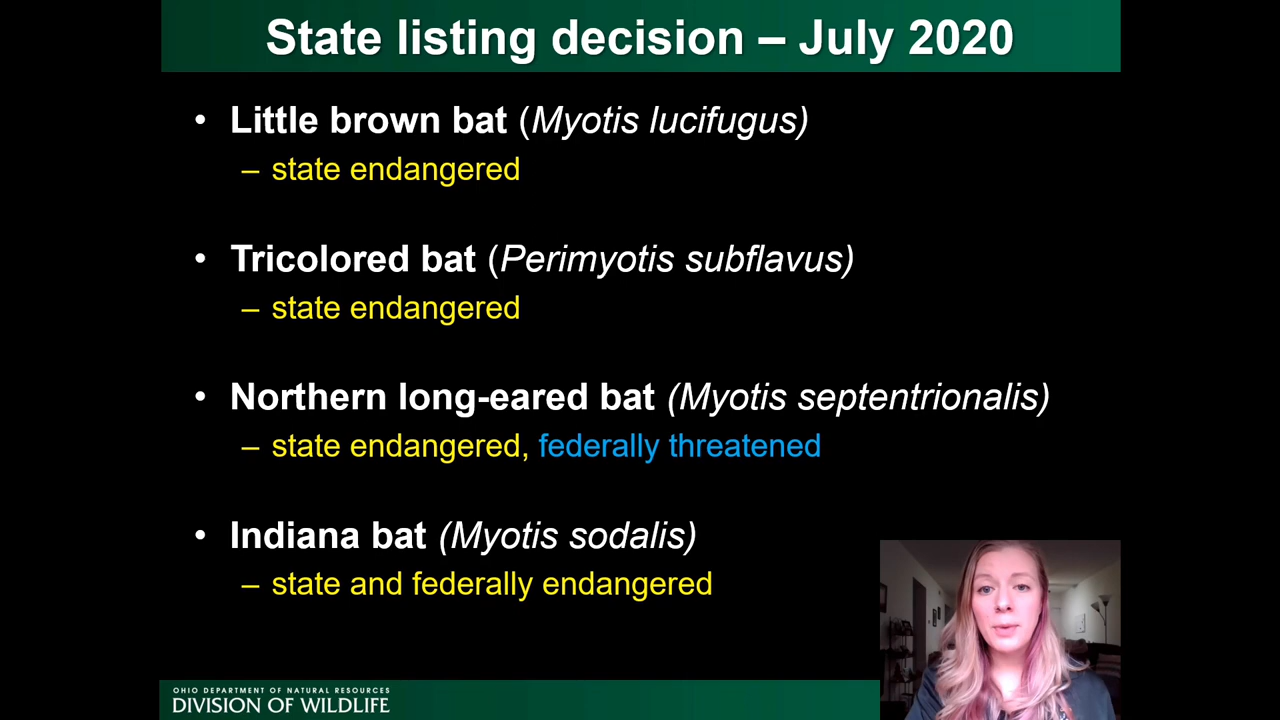 State listing decision – July 2020
• Little brown bat (Myotis lucifugus)
– state endangered
• Tricolored bat (Perimyotis subflavus)
– state endangered
• Northern long-eared bat (Myotis septentrionalis)
– state endangered, federally threatened
• Indiana bat (Myotis sodalis)
– state and federally endangered
OHIO DEPARTMENT OF NATURAL RESOURCES
DIVISION OF WILDLIFE